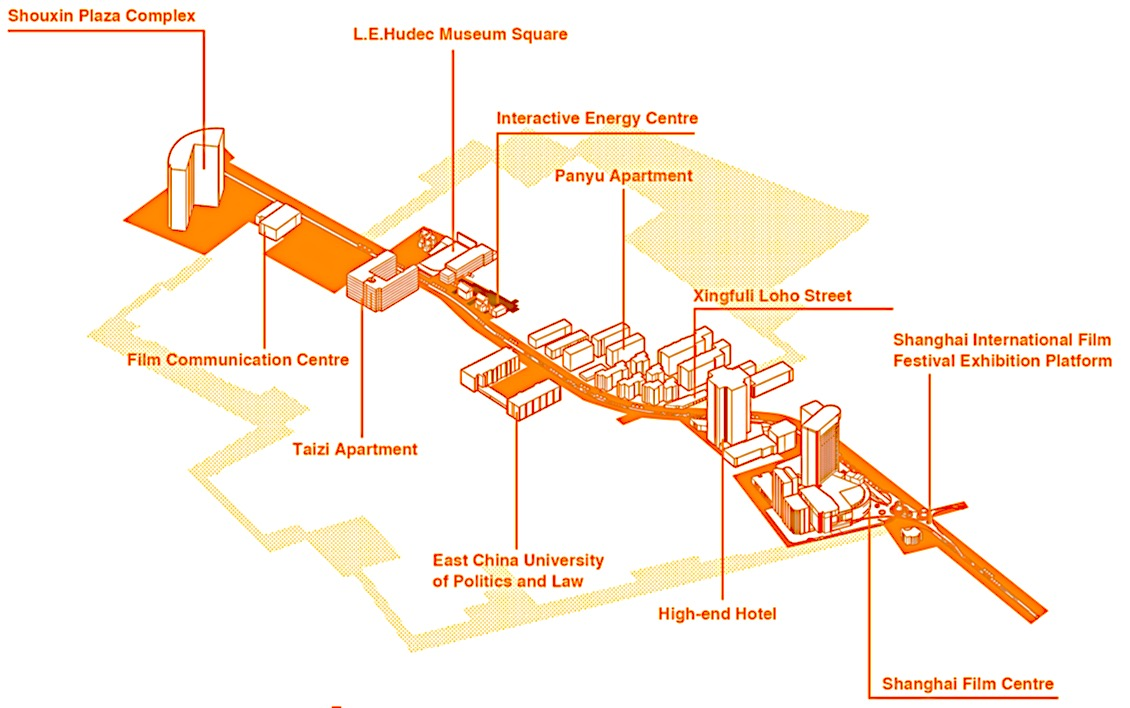 Shouxin Plaza Complex
L.E.Hudec Museum Square
Interactive Energy Centre
Panyu Apartment
Xingfuli Loho Street
Shanghai International Film
Festival Exhibition Platform
Film Communication Centre
Taizi Apartment
East China University
of Politics and Law
High-end Hotel
Shanghai Film Centre